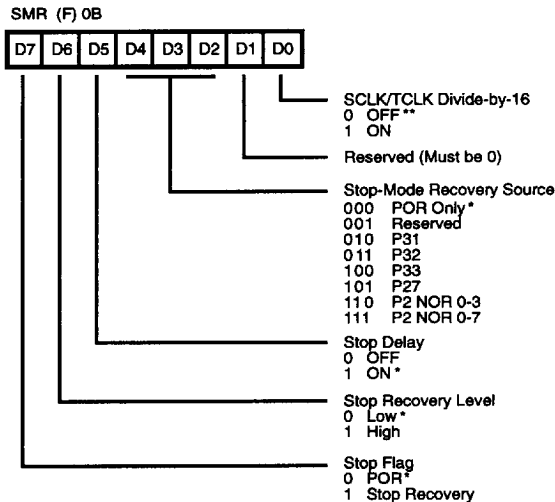 SMR (F) 0B
D7 D6 D5 D4 D3 D2 D1 D0
SCLK/TCLK Divide-by-16
0 OFF **
1 ON
Reserved (Must be 0)
Stop-Mode Recovery Source
000 POR Only *
001 Reserved
010 P31
011 P32
100 P33
101 P27
110 P2 NOR 0-3
111 P2 NOR 0-7
Stop Delay
0 OFF
1 ON *
Stop Recovery Level
0 Low *
1 High
Stop Flag
0 POR*
1 Stop Recovery